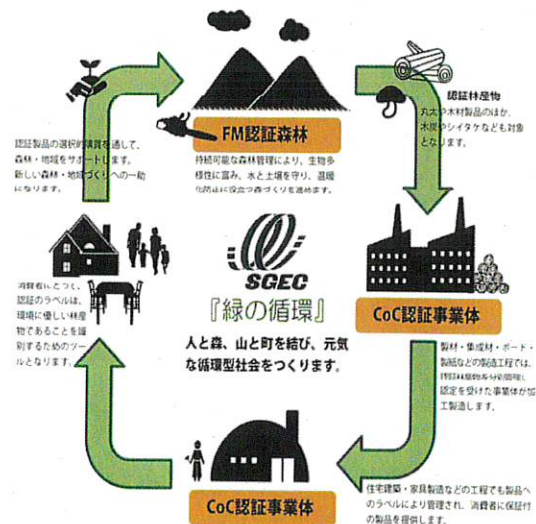 認証林産物
丸太や木材製品のほか、
木炭やシイタケなども対象
となります。
FM認証森林
持続可能な森林管理により、生物多
様性に富み、水と土壌を守り、温暖
化防止に役立つ森づくりを進めます。
認証製品の選択的購買を通して、
森林・地域をサポートします。
新しい森林・地域づくりへの一助
になります。
SGEC
『緑の循環』
人と森、山と町を結び、元気
な循環型社会をつくります。
CoC認証事業体
製材・集成材・ボード・
製紙などの製造工程では、
認定を受けた事業体が加
工製造します。
消費者にとって、
認証のラベルは、
環境に優しい林産
物であることを識
別するためのツー
ルとなります。
CoC認証事業体
住宅建築・家具製造などの工程でも製品へ
のラベルにより管理され、消費者に保証付
の製品を提供します。